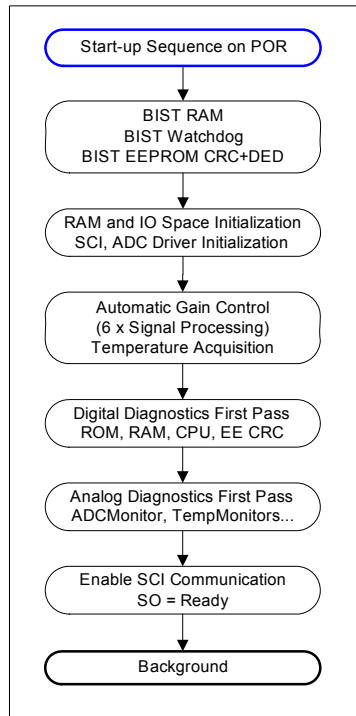 Start-up Sequence on POR
BIST RAM
BIST Watchdog
BIST EEPROM CRC+DED
RAM and IO Space Initialization
SCI, ADC Driver Initialization
Automatic Gain Control
(6 x Signal Processing)
Temperature Acquisition
Digital Diagnostics First Pass
ROM, RAM, CPU, EE CRC
Analog Diagnostics First Pass
ADCMonitor, TempMonitors...
Enable SCI Communication
SO = Ready
Background